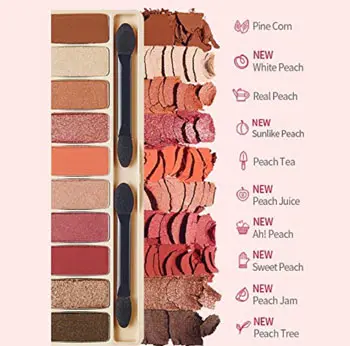 Pine Corn
NEW
White Peach
Real Peach
NEW
Sunlike Peach
Peach Tea
NEW
Peach Juice
NEW
Ah! Peach
NEW
Sweet Peach
NEW
Peach Jam
NEW
Peach Tree